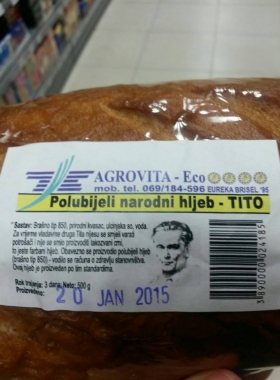 AGROVITA - Eco
mob. tel. 069/184-596 EUREKA BRISEL '95
Polubijeli narodni hljeb - TITO
" Sastav: Brašno tip 850, prirodni kvasac, ulcinjska so, voda.
Za vrijeme vladavine druga Tita nijesu se smjeli varati
potrošači i nije se smio proizvoditi takozvani crni,
to jeste farbani hljeb. Obavezno se proizvodio polubijeli hljeb
(brašno tip 850) - vodilo se računa o zdravlju stanovništva.
Ovaj hljeb je proizveden po tim standardima.
Rok trajanja: 3 dana; Neto: 500 g
Proizvedeno:
20 JAN 2015
3890000022418